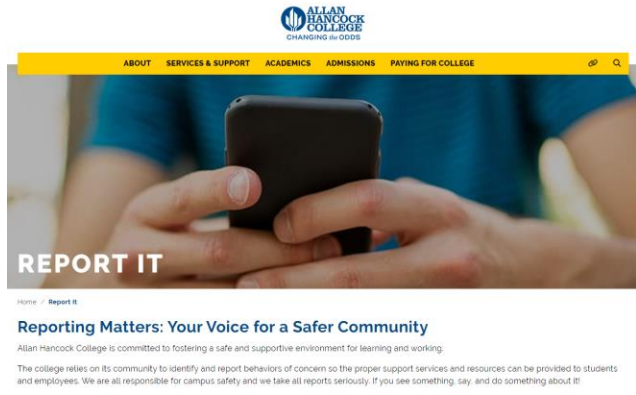 ALLAN
HANCOCK
COLLEGE
CHANGING the ODDS
ABOUT SERVICES & SUPPORT ACADEMICS ADMISSIONS PAYING FOR COLLEGE
REPORT IT
Home / Report It
Reporting Matters: Your Voice for a Safer Community
Allan Hancock College is committed to fostering a safe and supportive environment for learning and working.
The college relies on its community to identify and report behaviors of concern so the proper support services and resources can be provided to students
and employees. We are all responsible for campus safety and we take all reports seriously. If you see something, say, and do something about it!